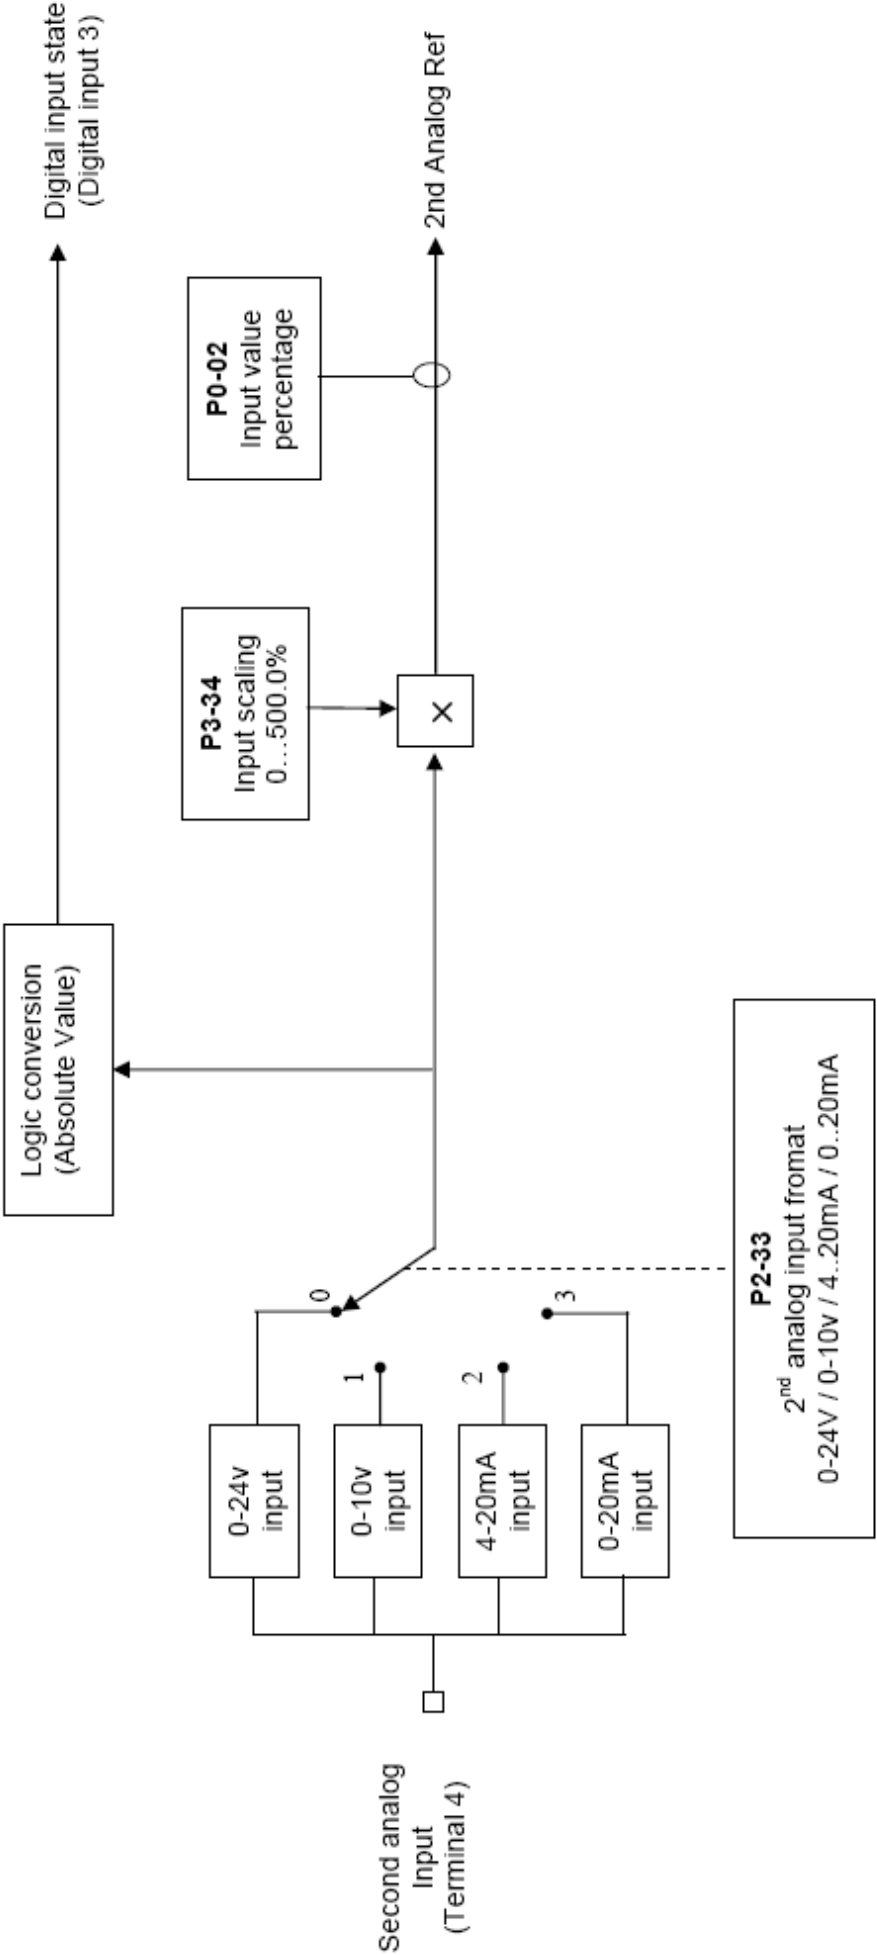 Second analog
Input
(Terminal 4)
0-24v
input
0-10v
input
4-20mA
input
0-20mA
input
0
1
2
3
P2-33
2nd analog input fromat
0-24V / 0-10v / 4..20mA / 0..20mA
Logic conversion
(Absolute Value)
P3-34
Input scaling
0...500.0%
X
P0-02
Input value
percentage
Digital input state
(Digital input 3)
2nd Analog Ref